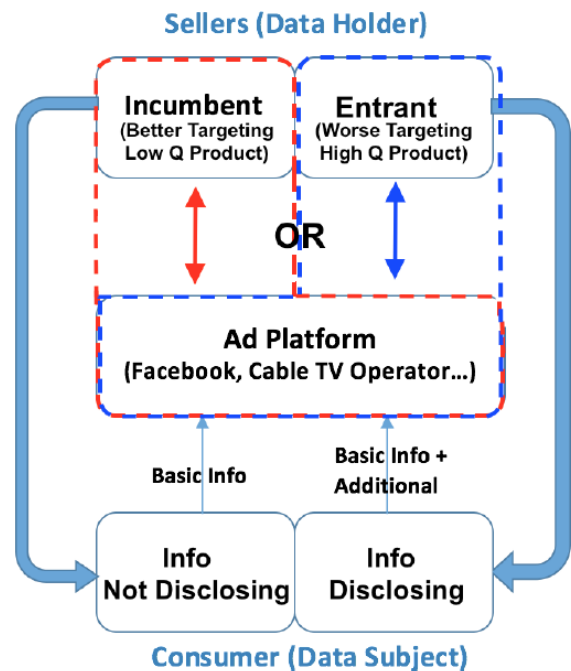 Sellers (Data Holder)
Incumbent
(Better Targeting
Low Q Product)
Entrant
(Worse Targeting
High Q Product)
OR
Ad Platform
(Facebook, Cable TV Operator…)
Basic Info
Basic Info +
Additional
Info
Not Disclosing
Info
Disclosing
Consumer (Data Subject)